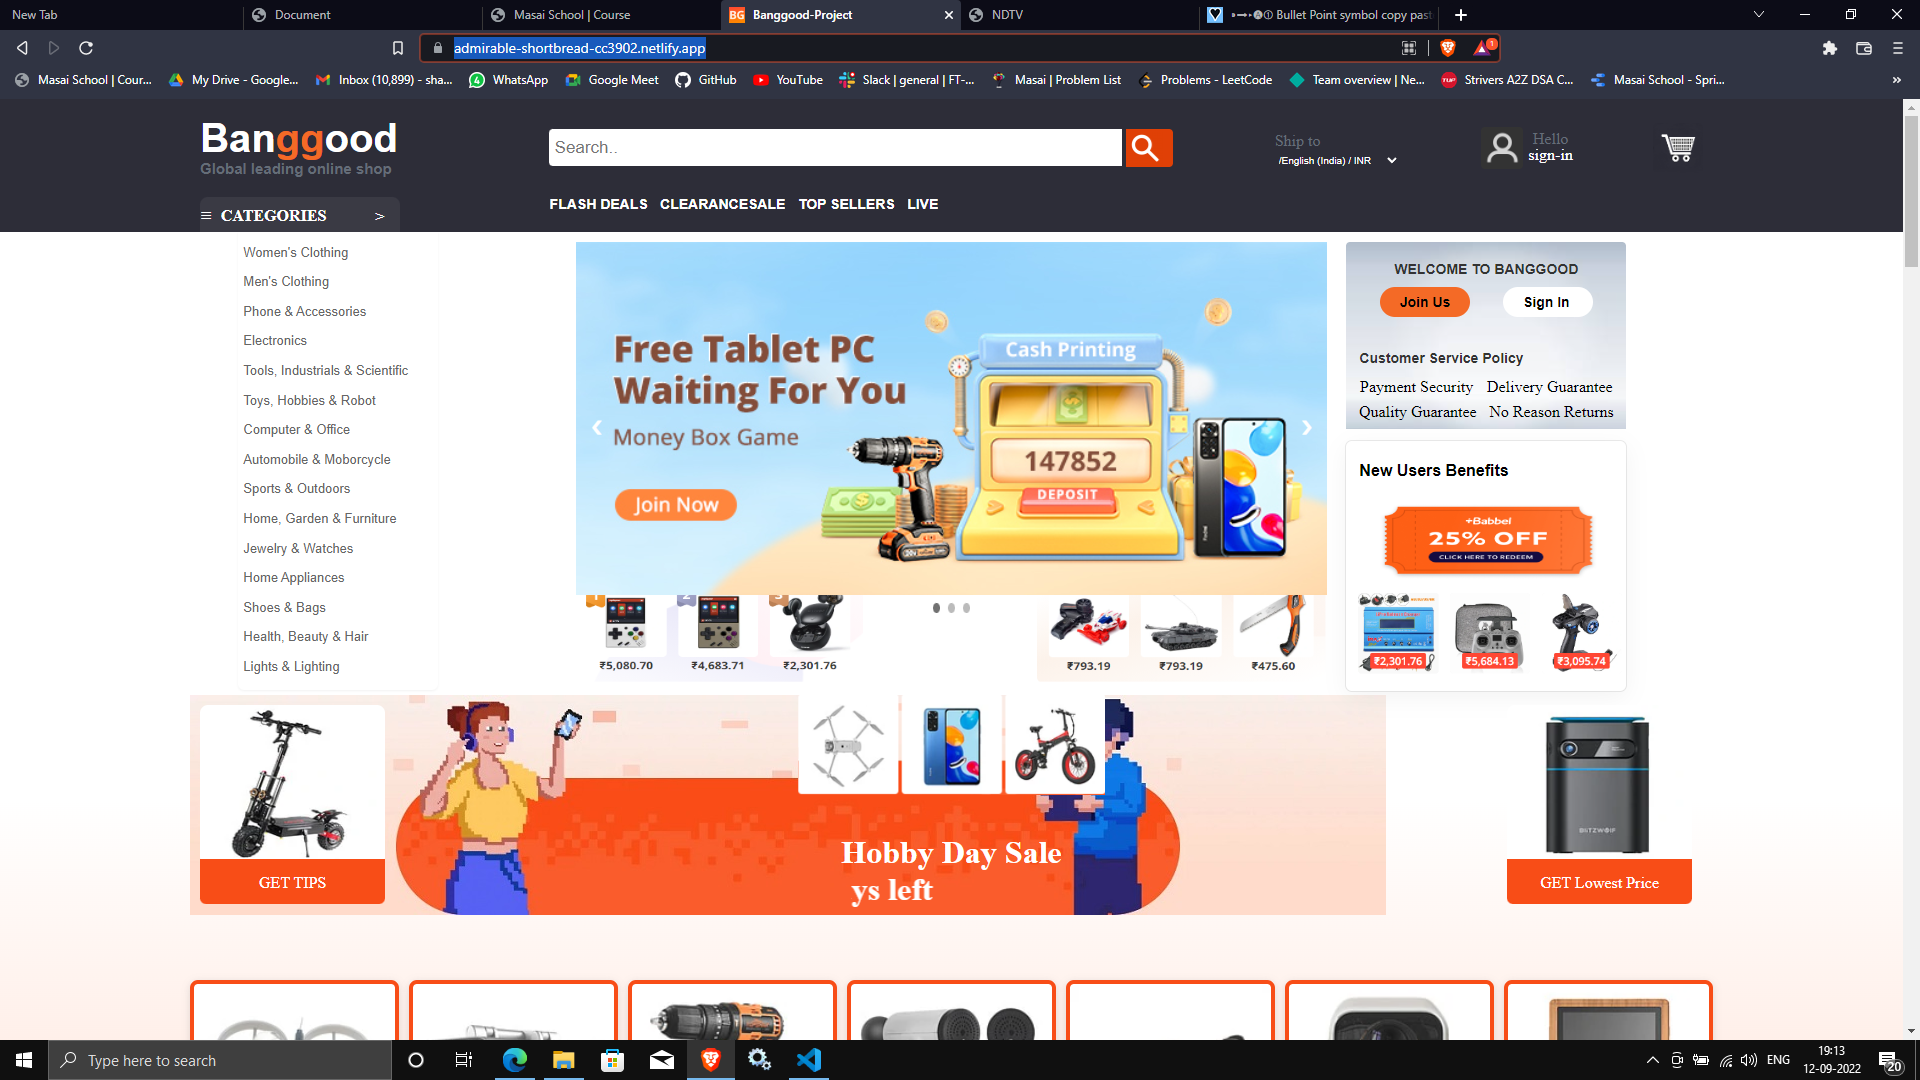 New Tab
Document
Masai School | Course
BG Banggood-Project
NDTV
Bullet Point symbol copy past
admirable-shortbread-cc3902.netlify.app
1
Masai School | Cour...
My Drive - Google...
Inbox (10,899) - sha...
WhatsApp
Google Meet
GitHub
YouTube
Slack | general | FT-...
Masai | Problem List
Problems - LeetCode
Team overview | Ne...
Strivers A2Z DSA C...
Masai School - Spri...
Banggood
Global leading online shop
Search..
Ship to
/English (India) / INR
Hello
sign-in
≡ CATEGORIES >
FLASH DEALS CLEARANCESALE TOP SELLERS LIVE
Women's Clothing
Men's Clothing
Phone & Accessories
Electronics
Tools, Industrials & Scientific
Toys, Hobbies & Robot
Computer & Office
Automobile & Moborcycle
Sports & Outdoors
Home, Garden & Furniture
Jewelry & Watches
Home Appliances
Shoes & Bags
Health, Beauty & Hair
Lights & Lighting
Free Tablet PC
Waiting For You
Money Box Game
Join Now
Cash Printing
147852
DEPOSIT
20V
₹5,080.70
₹4,683.71
₹2,301.76
₹793.19
₹793.19
₹475.60
WELCOME TO BANGGOOD
Join Us
Sign In
Customer Service Policy
Payment Security Delivery Guarantee
Quality Guarantee No Reason Returns
New Users Benefits
+Babbel
25% OFF
CLICK HERE TO REDEEM
₹2,301.76
₹5,684.13
₹3,095.74
GET TIPS
Hobby Day Sale
ys left
BLITZWOLF
GET Lowest Price
Type here to search
ENG
19:13
12-09-2022
20